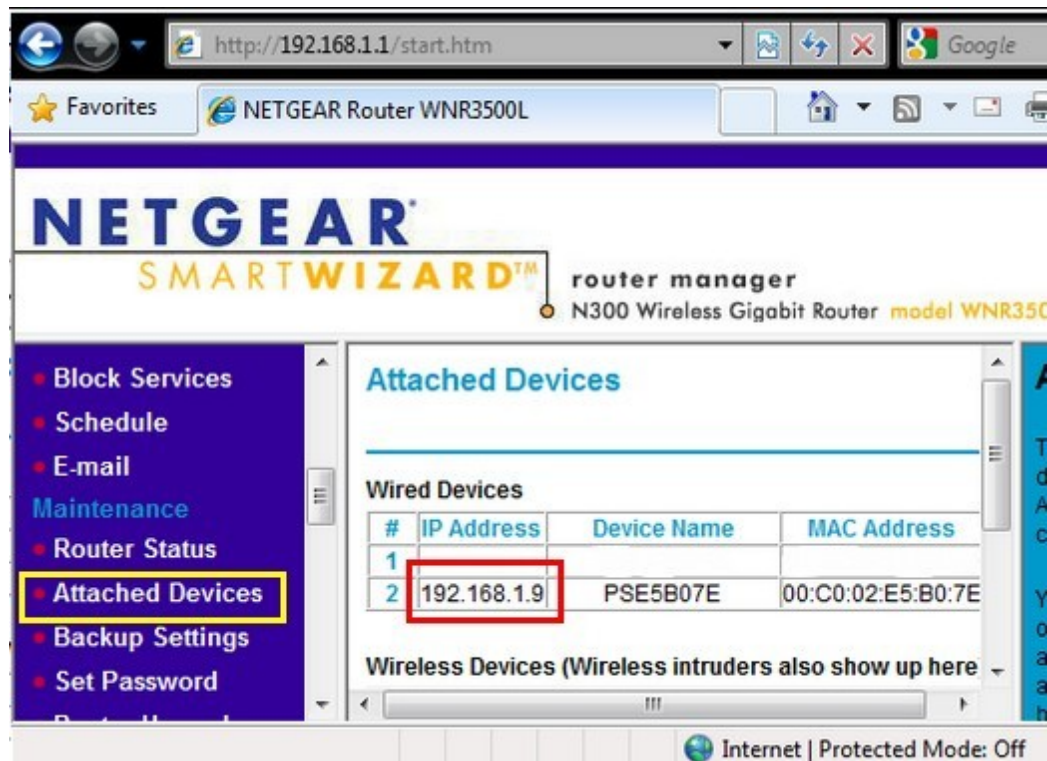 http://192.168.1.1/start.htm
Google
Favorites
NETGEAR Router WNR3500L
NETGEAR
SMARTWIZARD™
router manager
N300 Wireless Gigabit Router model WNR350
Block Services
Schedule
E-mail
Maintenance
Router Status
Attached Devices
Backup Settings
Set Password
Attached Devices
Wired Devices
# IP Address Device Name MAC Address
1
2 192.168.1.9 PSE5B07E 00:C0:02:E5:B0:7E
Wireless Devices (Wireless intruders also show up here
Internet | Protected Mode: Off